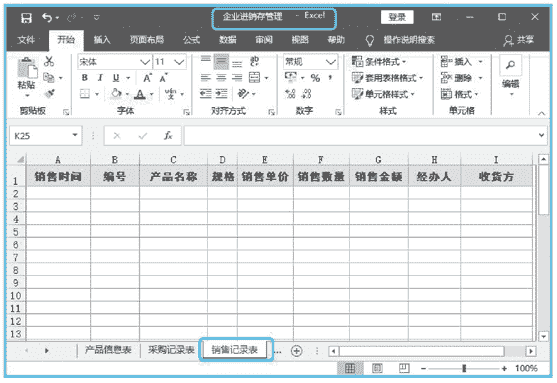 企业进销存管理 - Excel 登录
文件 开始 插入 页面布局 公式 数据 审阅 视图 帮助 操作说明搜索 共享
宋体 11 常规 条件格式 插入
粘贴 B I U A 套用表格格式 删除 编辑
单元格样式 格式
剪贴板 字体 对齐方式 数字 样式 单元格
K25 fx
A B C D E F G H I
1 销售时间 编号 产品名称 规格 销售单价 销售数量 销售金额 经办人 收货方
2
3
4
5
6
7
8
9
10
11
12
13
产品信息表 采购记录表 销售记录表 ...
100%